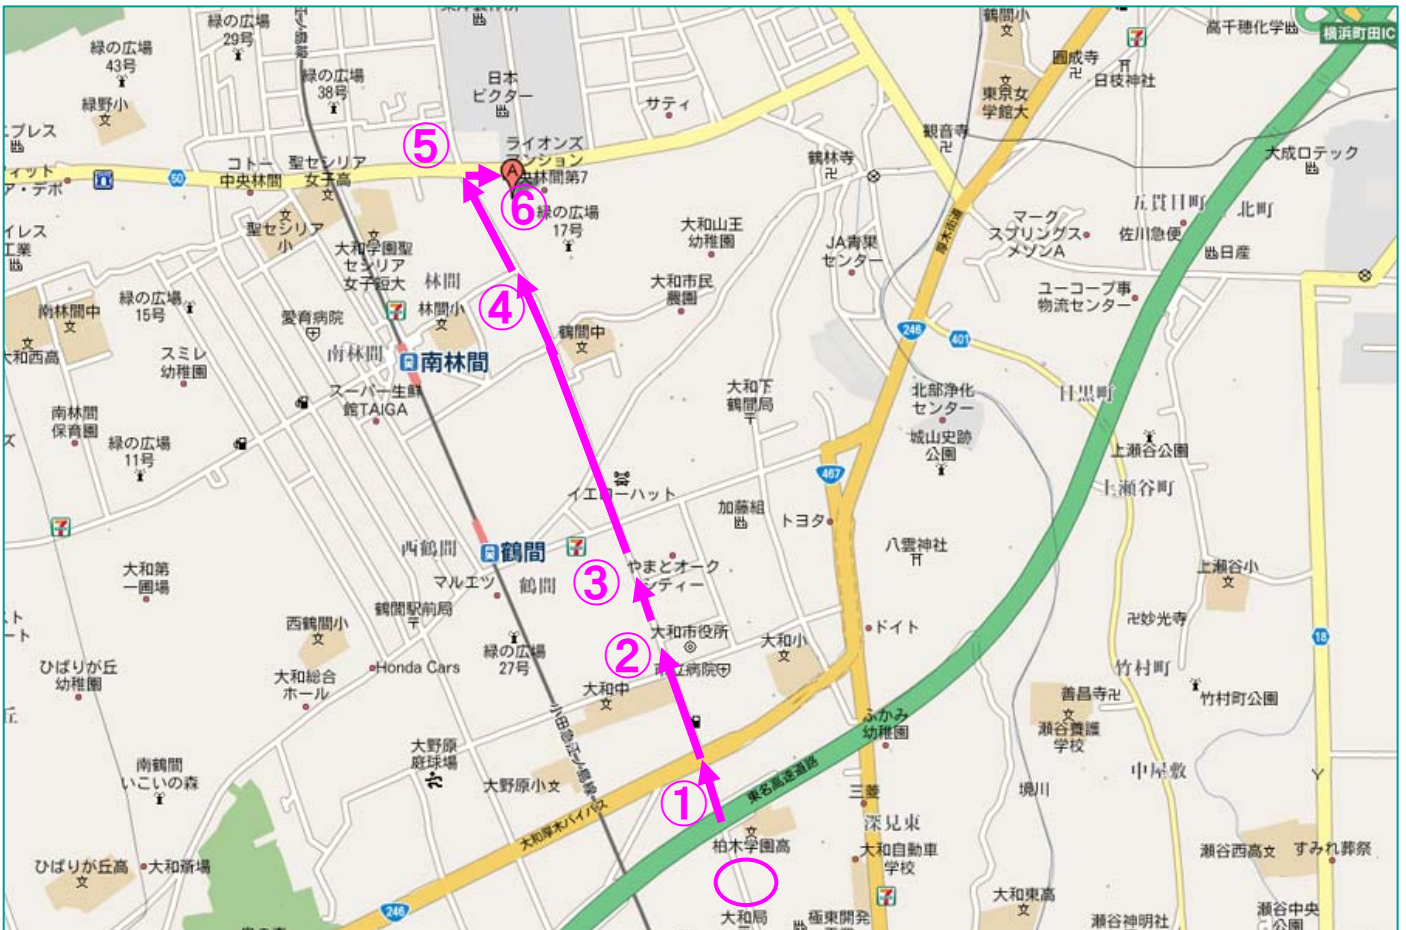 緑の広場
29号
緑の広場
43号
緑の広場
38号
緑野小
日本
ビクター
サティ
鶴間小
高千穂化学
横浜町田IC
圓成寺
日枝神社
東京女
学館大
観音寺
大成ロテック
鶴林寺
⑤
ライオンズ
マンション
央林間第7
A
⑥
コトー
中央林間
聖セシリア
女子高
50
聖セシリア
小
緑の広場
17号
大和学園聖
セシリア
女子短大
林間
大和山王
幼稚園
大和市民
農園
JA青果
センター
厚木街道
マーク
スプリングス
メゾンA
五貫目町
北町
佐川急便
日産
ユーコープ事
物流センター
南林間中
緑の広場
15号
愛育病院
林間小
④
鶴間中
246
401
大和西高
スミレ
幼稚園
南林間
南林間
スーパー生鮮
館TAIGA
大和下
鶴間局
北部浄化
センター
目黒町
城山史跡
公園
上瀬谷公園
上瀬谷町
南林間
保育園
緑の広場
11号
467
イエローハット
加藤組
トヨタ
八雲神社
西鶴間
鶴間
鶴間
マルエツ
③
やまとオーク
シティー
上瀬谷小
大和第
一圃場
鶴間駅前局
西鶴間小
緑の広場
27号
②
大和市役所
市立病院
大和小
ドイト
妙光寺
18
竹村町
竹村町公園
ひばりが丘
幼稚園
大和総合
ホール
Honda Cars
大和中
小田急江ノ島線
ふかみ
幼稚園
善昌寺
瀬谷養護
学校
中屋敷
南鶴間
いこいの森
大野原
庭球場
大野原小
大和厚木バイパス
①
東名高速道路
三菱
境川
深見東
柏木学園高
大和自動車
学校
瀬谷西高
すみれ葬祭
ひばりが丘高
大和斎場
246
大和局
極東開発
大和東高
瀬谷神明社
瀬谷中央
公園